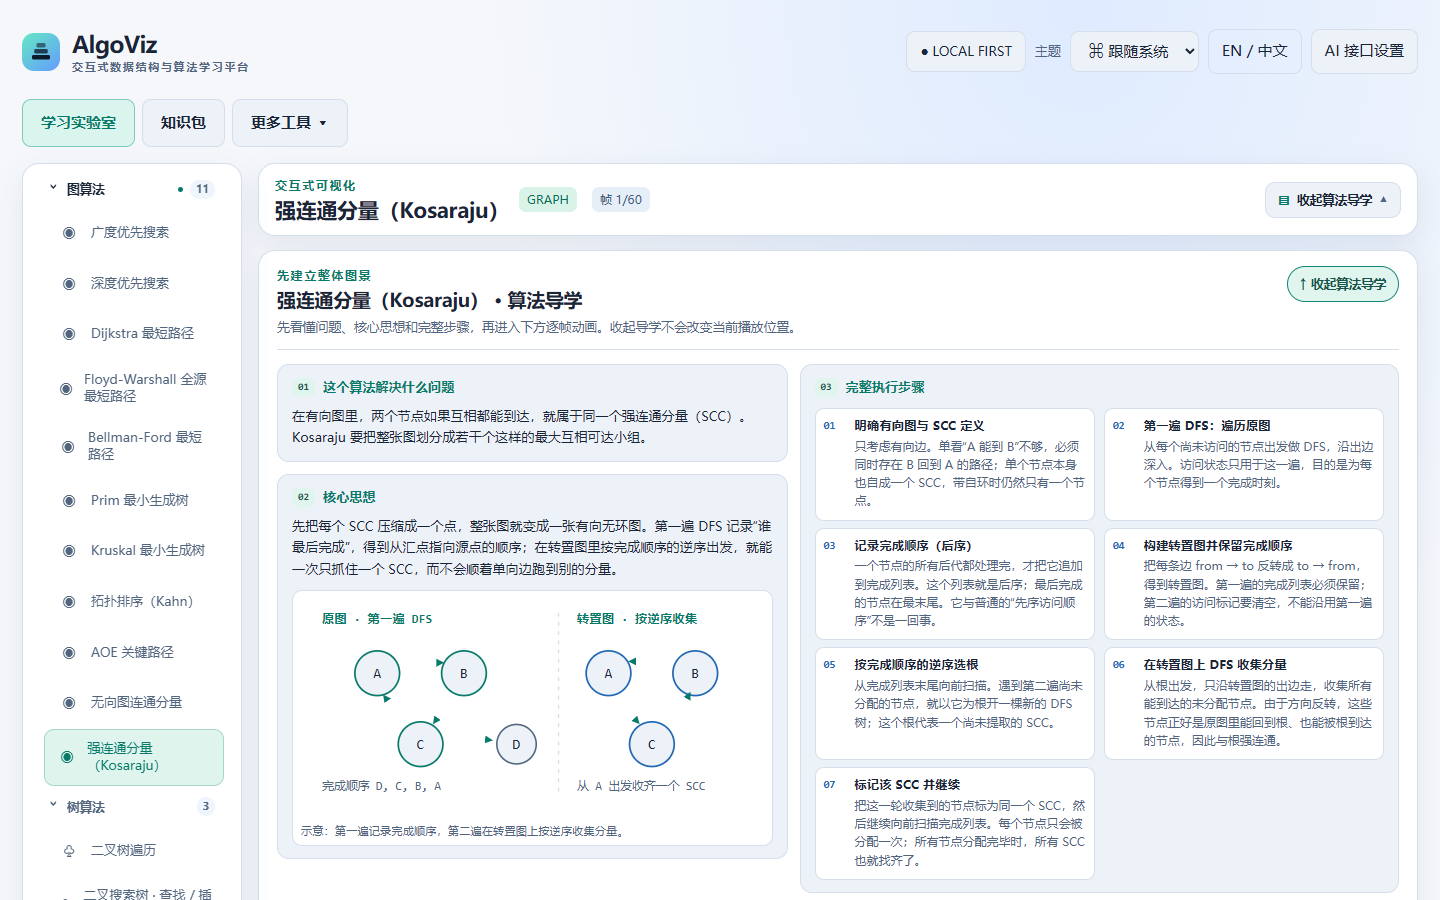 AlgoViz
交互式数据结构与算法学习平台
● LOCAL FIRST
主题
⌘ 跟随系统
EN / 中文
AI 接口设置
学习实验室
知识包
更多工具 ▼
图算法
11
广度优先搜索
深度优先搜索
Dijkstra 最短路径
Floyd-Warshall 全源
最短路径
Bellman-Ford 最短
路径
Prim 最小生成树
Kruskal 最小生成树
拓扑排序（Kahn）
AOE 关键路径
无向图连通分量
强连通分量
（Kosaraju）
树算法
3
二叉树遍历
二叉搜索树 · 查找 / 插
交互式可视化
强连通分量（Kosaraju）
GRAPH
帧 1/60
收起算法导学 ▲
先建立整体图景
强连通分量（Kosaraju） • 算法导学
先看懂问题、核心思想和完整步骤，再进入下方逐帧动画。收起导学不会改变当前播放位置。
↑ 收起算法导学
01 这个算法解决什么问题
在有向图里，两个节点如果互相都能到达，就属于同一个强连通分量（SCC）。
Kosaraju 要把整张图划分成若干个这样的最大互相可达小组。
02 核心思想
先把每个 SCC 压缩成一个点，整张图就变成一张有向无环图。第一遍 DFS 记录“谁
最后完成”，得到从汇点指向源点的顺序；在转置图里按完成顺序的逆序出发，就能
一次只抓住一个 SCC，而不会顺着单向边跑到别的分量。
原图 · 第一遍 DFS
A
B
C
D
完成顺序 D, C, B, A
转置图 · 按逆序收集
A
B
C
从 A 出发收齐一个 SCC
示意：第一遍记录完成顺序，第二遍在转置图上按逆序收集分量。
03 完整执行步骤
01 明确有向图与 SCC 定义
只考虑有向边。单看“A 能到 B”不够，必须
同时存在 B 回到 A 的路径；单个节点本身
也自成一个 SCC，带自环时仍然只有一个节
点。
02 第一遍 DFS：遍历原图
从每个尚未访问的节点出发做 DFS，沿出边
深入。访问状态只用于这一遍，目的是为每
个节点得到一个完成时刻。
03 记录完成顺序（后序）
一个节点的所有后代都处理完，才把它追加
到完成列表。这个列表就是后序；最后完成
的节点在最末尾。它与普通的“先序访问顺
序”不是一回事。
04 构建转置图并保留完成顺序
把每条边 from → to 反转成 to → from，
得到转置图。第一遍的完成列表必须保留；
第二遍的访问标记要清空，不能沿用第一遍
的状态。
05 按完成顺序的逆序选根
从完成列表末尾向前扫描。遇到第二遍尚未
分配的节点，就以它为根开一棵新的 DFS
树；这个根代表一个尚未提取的 SCC。
06 在转置图上 DFS 收集分量
从根出发，只沿转置图的出边走，收集所有
能到达的未分配节点。由于方向反转，这些
节点正好是原图里能回到根、也能被根到达
的节点，因此与根强连通。
07 标记该 SCC 并继续
把这一轮收集到的节点标为同一个 SCC，然
后继续向前扫描完成列表。每个节点只会被
分配一次；所有节点分配完毕时，所有 SCC
也就找齐了。